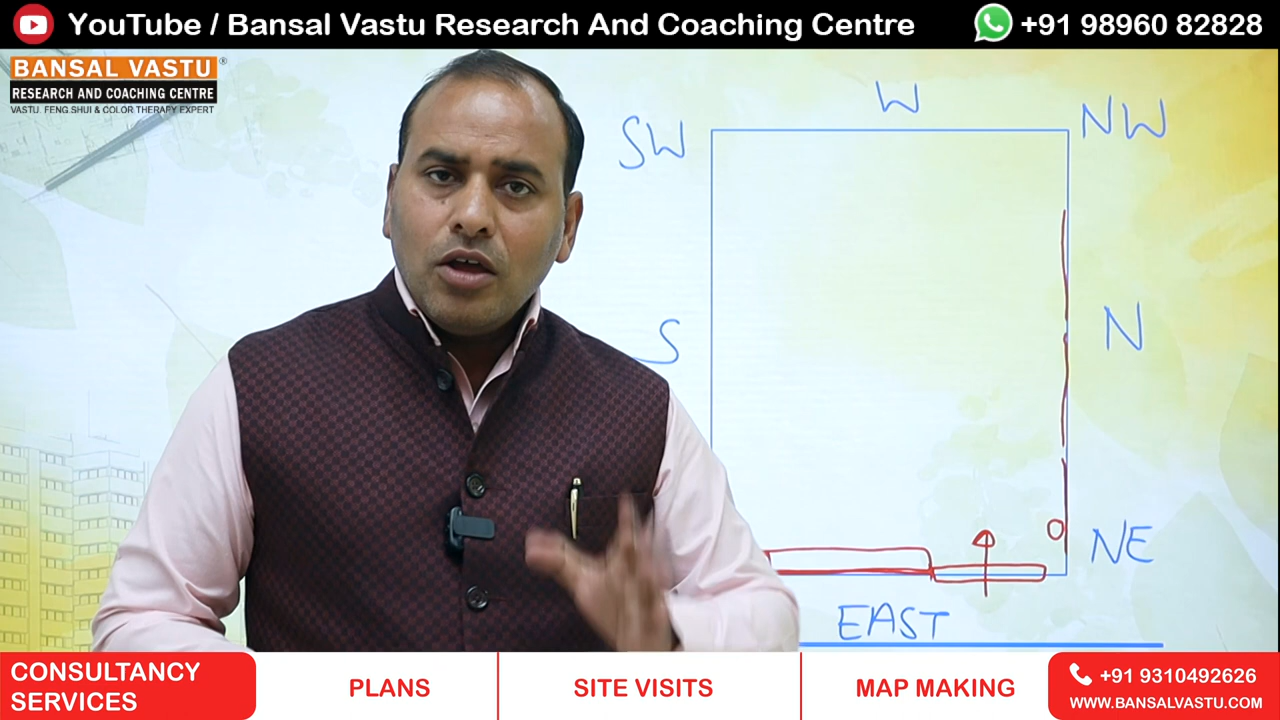 YouTube / Bansal Vastu Research And Coaching Centre
+91 98960 82828
BANSAL VASTU®
RESEARCH AND COACHING CENTRE
VASTU, FENG SHUI & COLOR THERAPY EXPERT
W
SW
NW
S
N
NE
EAST
CONSULTANCY
SERVICES
PLANS
SITE VISITS
MAP MAKING
+91 9310492626
WWW.BANSALVASTU.COM